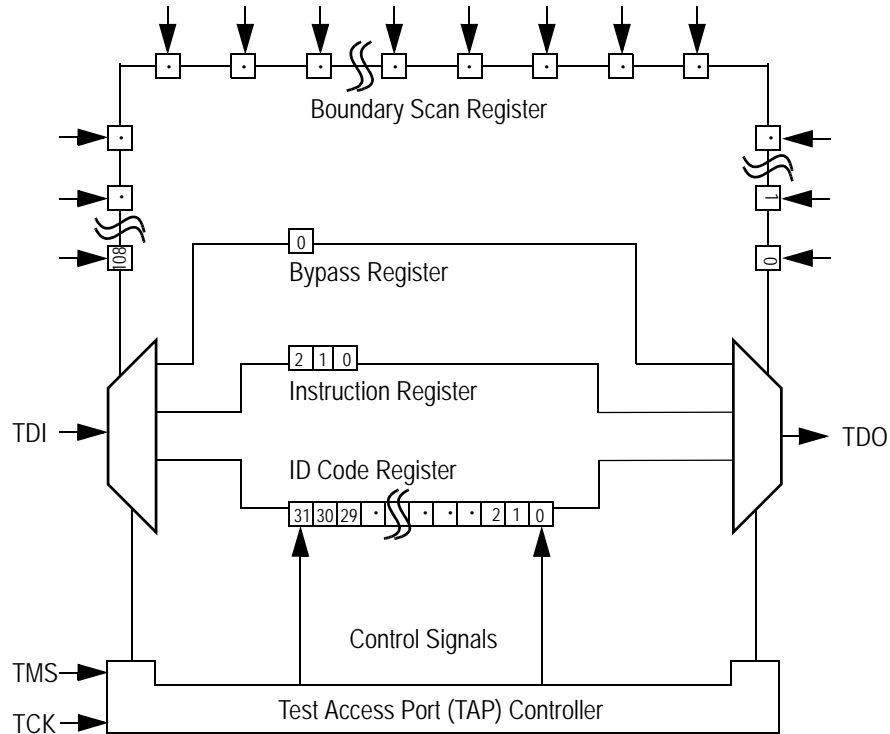 Boundary Scan Register
1
108
0
0
Bypass Register
2 1 0
Instruction Register
TDI
TDO
ID Code Register
31 30 29 · · · · 2 1 0
Control Signals
TMS
Test Access Port (TAP) Controller
TCK